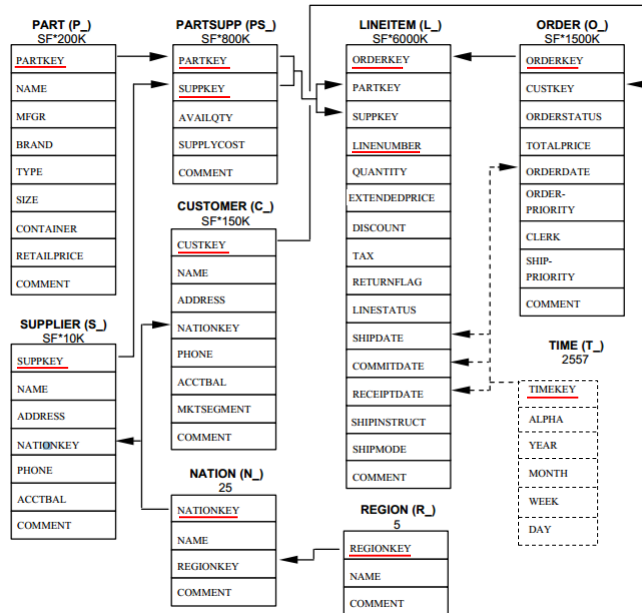 PART (P_)
SF*200K
PARTKEY
NAME
MFGR
BRAND
TYPE
SIZE
CONTAINER
RETAILPRICE
COMMENT
SUPPLIER (S_)
SF*10K
SUPPKEY
NAME
ADDRESS
NATIONKEY
PHONE
ACCTBAL
COMMENT
PARTSUPP (PS_)
SF*800K
PARTKEY
SUPPKEY
AVAILQTY
SUPPLYCOST
COMMENT
CUSTOMER (C_)
SF*150K
CUSTKEY
NAME
ADDRESS
NATIONKEY
PHONE
ACCTBAL
MKTSEGMENT
COMMENT
NATION (N_)
25
NATIONKEY
NAME
REGIONKEY
COMMENT
LINEITEM (L_)
SF*6000K
ORDERKEY
PARTKEY
SUPPKEY
LINENUMBER
QUANTITY
EXTENDEDPRICE
DISCOUNT
TAX
RETURNFLAG
LINESTATUS
SHIPDATE
COMMITDATE
RECEIPTDATE
SHIPINSTRUCT
SHIPMODE
COMMENT
REGION (R_)
5
REGIONKEY
NAME
COMMENT
ORDER (O_)
SF*1500K
ORDERKEY
CUSTKEY
ORDERSTATUS
TOTALPRICE
ORDERDATE
ORDER-
PRIORITY
CLERK
SHIP-
PRIORITY
COMMENT
TIME (T_)
2557
TIMEKEY
ALPHA
YEAR
MONTH
WEEK
DAY